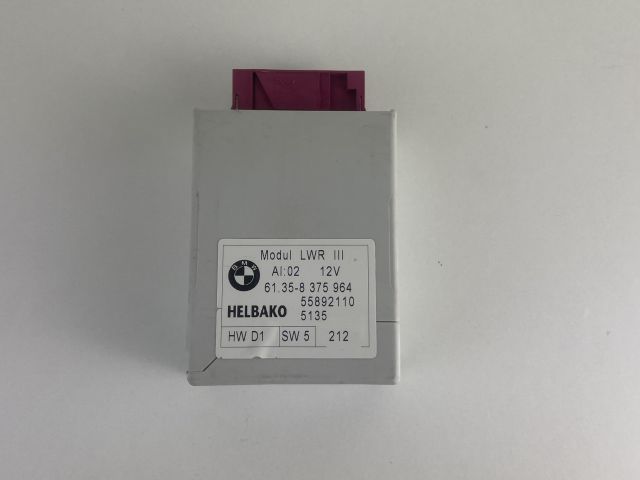 BMW
Modul LWR III
AI:02 12V
61.35-8 375 964
55892110
HELBAKO 5135
HW D1 SW 5 212